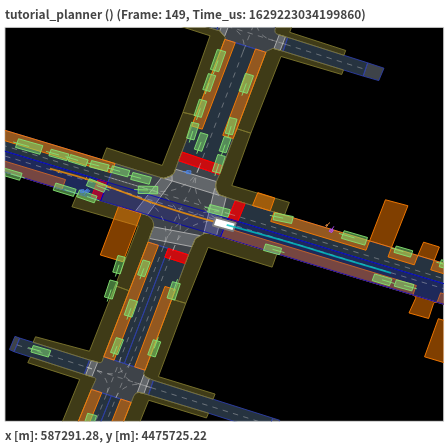 tutorial_planner () (Frame: 149, Time_us: 1629223034199860)
x [m]: 587291.28, y [m]: 4475725.22